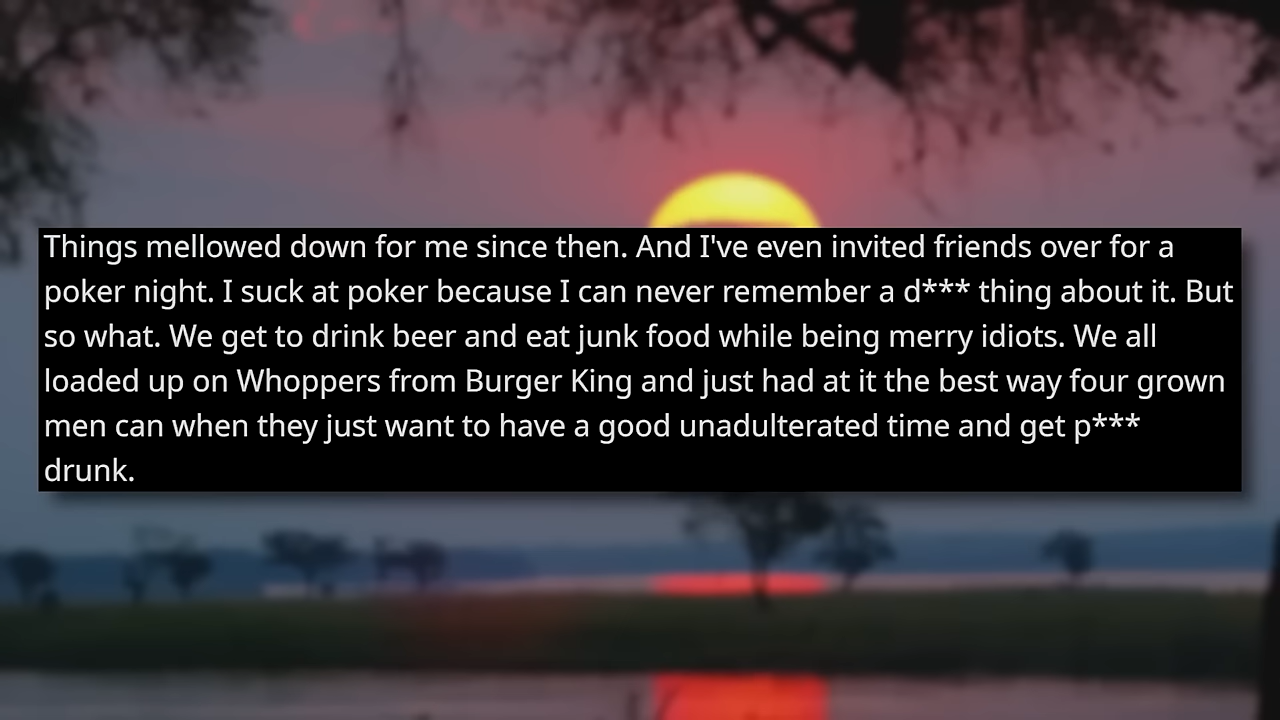 Things mellowed down for me since then. And I've even invited friends over for a
poker night. I suck at poker because I can never remember a d*** thing about it. But
so what. We get to drink beer and eat junk food while being merry idiots. We all
loaded up on Whoppers from Burger King and just had at it the best way four grown
men can when they just want to have a good unadulterated time and get p***
drunk.